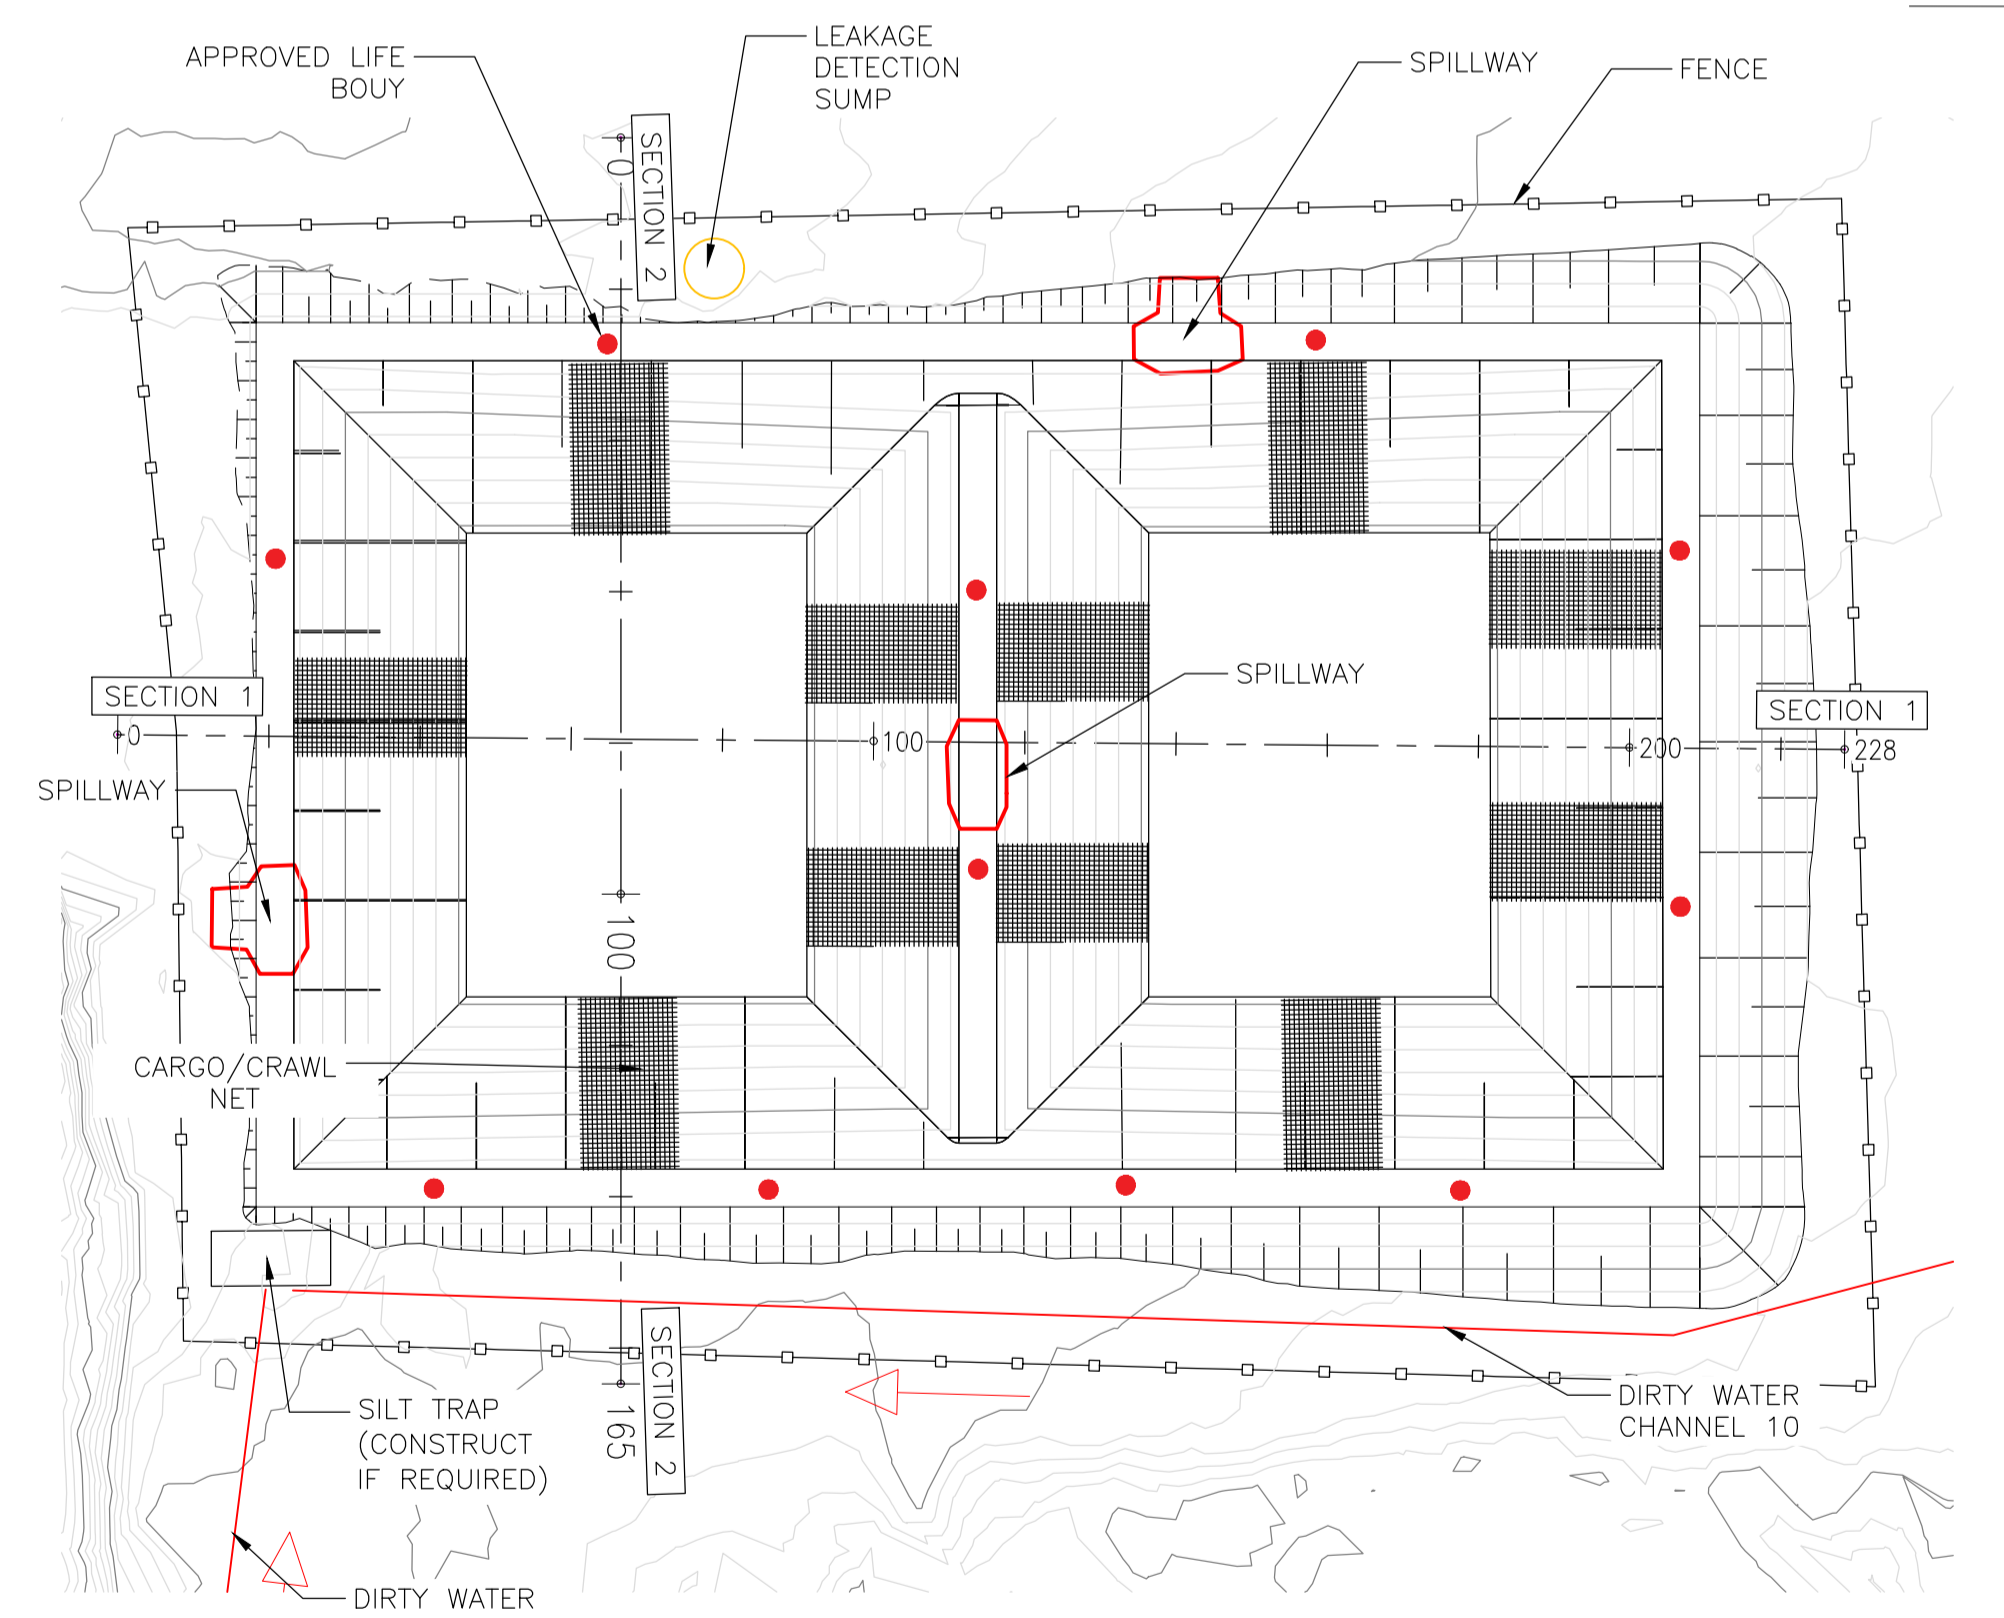 APPROVED LIFE
BOUY
LEAKAGE
DETECTION
SUMP
SPILLWAY
FENCE
0
SECTION 2
SECTION 1
0
100
SPILLWAY
200
SECTION 1
228
SPILLWAY
100
CARGO/CRAWL
NET
SECTION 2
165
SILT TRAP
(CONSTRUCT
IF REQUIRED)
DIRTY WATER
CHANNEL 10
DIRTY WATER